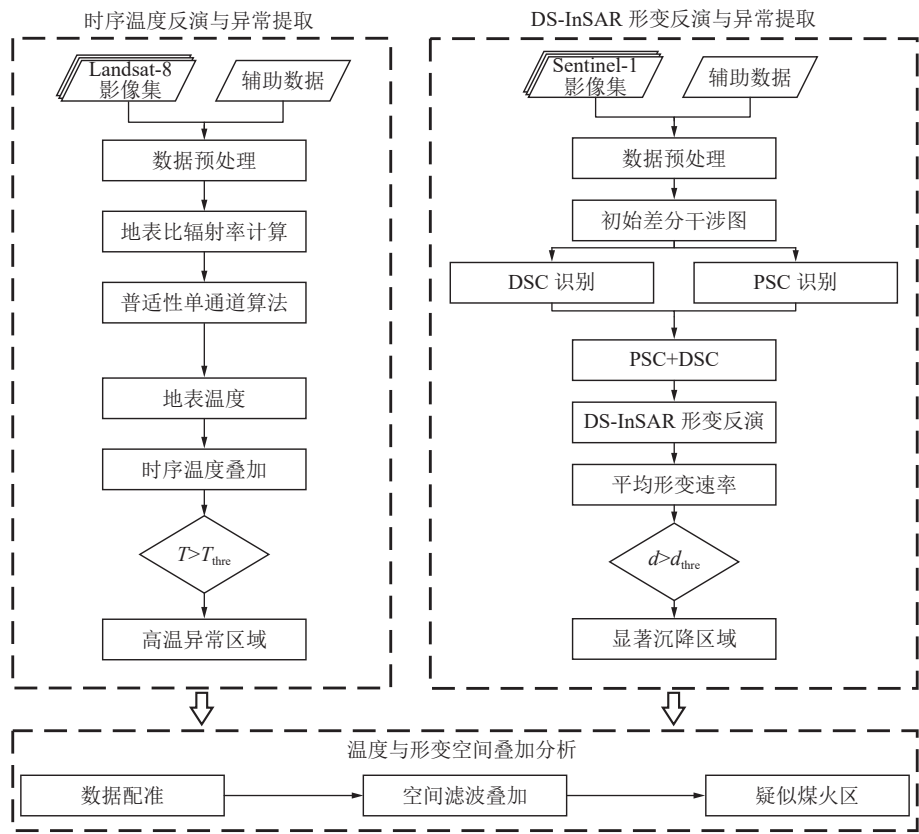 时序温度反演与异常提取
Landsat-8
影像集
辅助数据
数据预处理
地表比辐射率计算
普适性单通道算法
地表温度
时序温度叠加
T>Tthre
高温异常区域
DS-InSAR 形变反演与异常提取
Sentinel-1
影像集
辅助数据
数据预处理
初始差分干涉图
DSC 识别
PSC 识别
PSC+DSC
DS-InSAR 形变反演
平均形变速率
d>dthre
显著沉降区域
温度与形变空间叠加分析
数据配准
空间滤波叠加
疑似煤火区